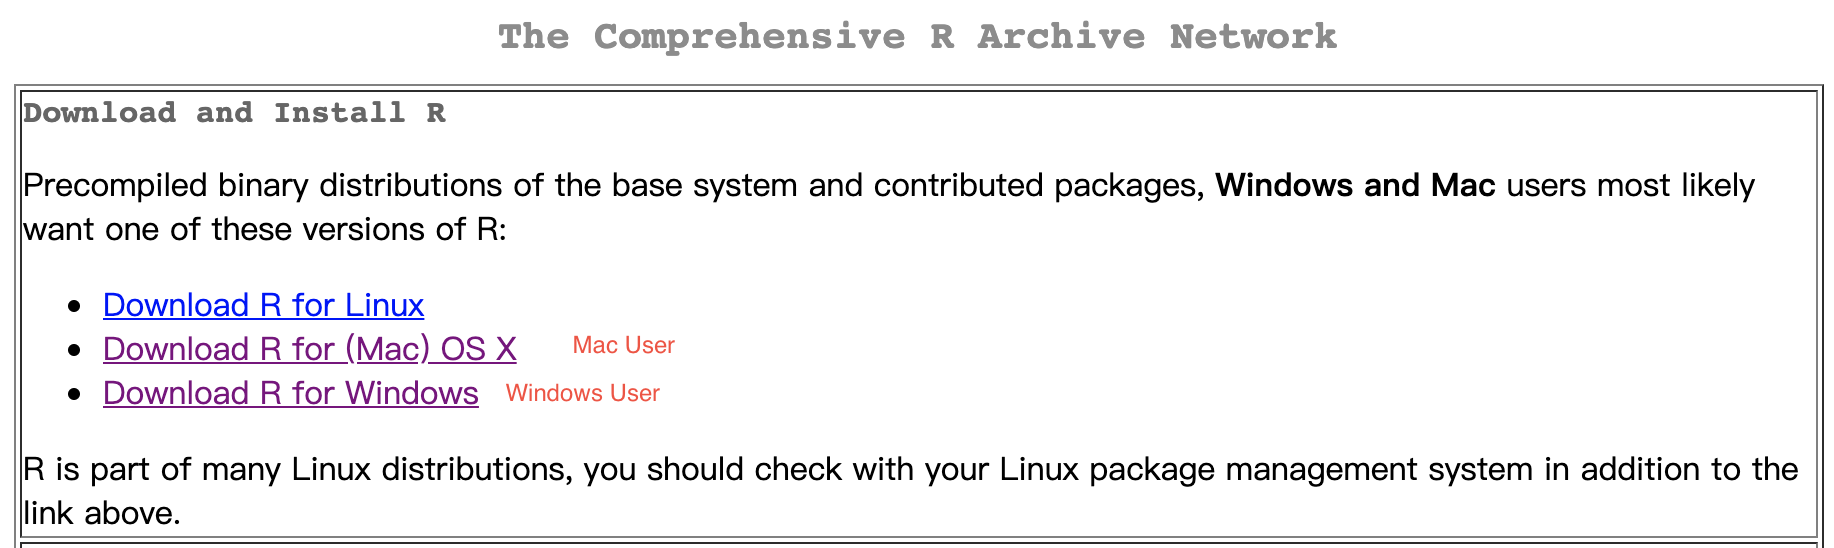 The Comprehensive R Archive Network
Download and Install R
Precompiled binary distributions of the base system and contributed packages, Windows and Mac users most likely
want one of these versions of R:
Download R for Linux
Download R for (Mac) OS X Mac User
Download R for Windows Windows User
R is part of many Linux distributions, you should check with your Linux package management system in addition to the
link above.